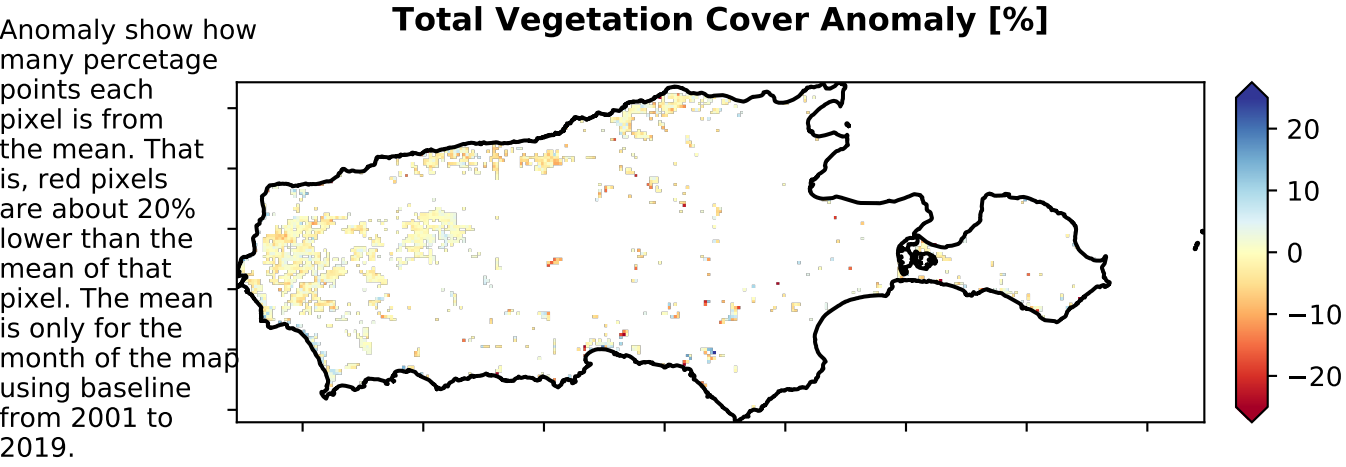 Total Vegetation Cover Anomaly [%]
Anomaly show how
many percetage
points each
pixel is from
the mean. That
is, red pixels
are about 20%
lower than the
mean of that
pixel. The mean
is only for the
month of the map
using baseline
from 2001 to
2019.
20
10
0
−10
−20